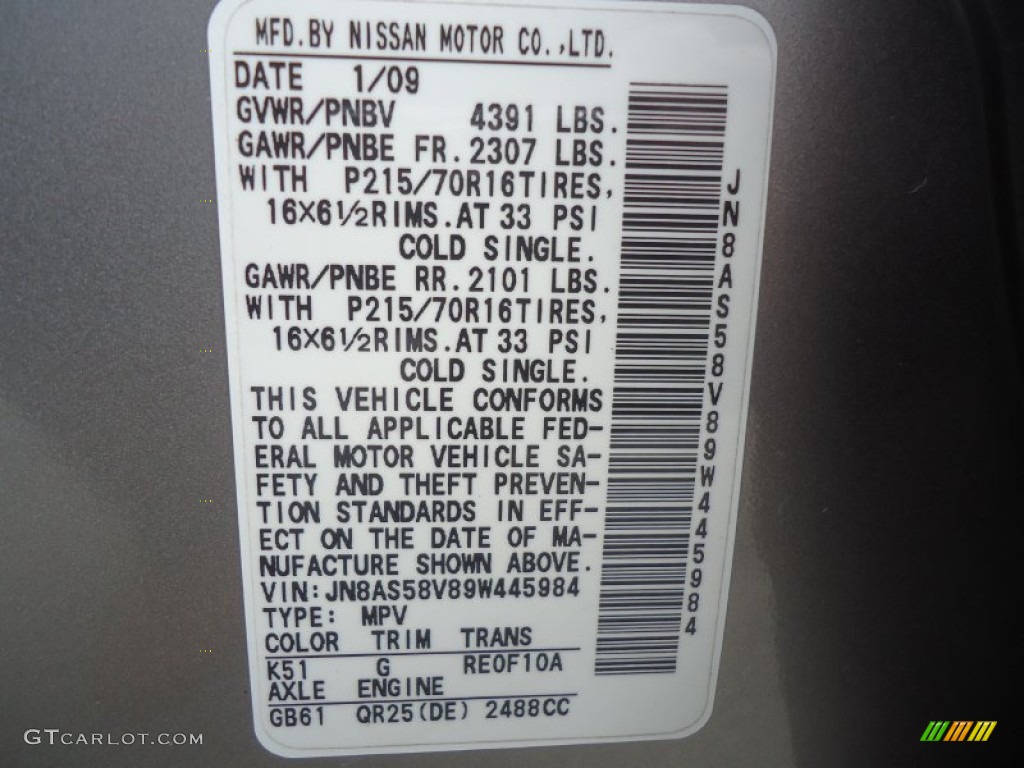 MFD.BY NISSAN MOTOR CO.,LTD.
DATE 1/09
GVWR/PNBV 4391 LBS.
GAWR/PNBE FR.2307 LBS.
WITH P215/70R16TIRES,
16X6½RIMS.AT 33 PSI
COLD SINGLE.
GAWR/PNBE RR.2101 LBS.
WITH P215/70R16TIRES,
16X6½RIMS.AT 33 PSI
COLD SINGLE.
THIS VEHICLE CONFORMS
TO ALL APPLICABLE FED-
ERAL MOTOR VEHICLE SA-
FETY AND THEFT PREVEN-
TION STANDARDS IN EFF-
ECT ON THE DATE OF MA-
NUFACTURE SHOWN ABOVE.
VIN:JN8AS58V89W445984
TYPE: MPV
COLOR TRIM TRANS
K51 G RE0F10A
AXLE ENGINE
GB61 QR25(DE) 2488CC
JN8AS58V89W445984
GTCARLOT.COM